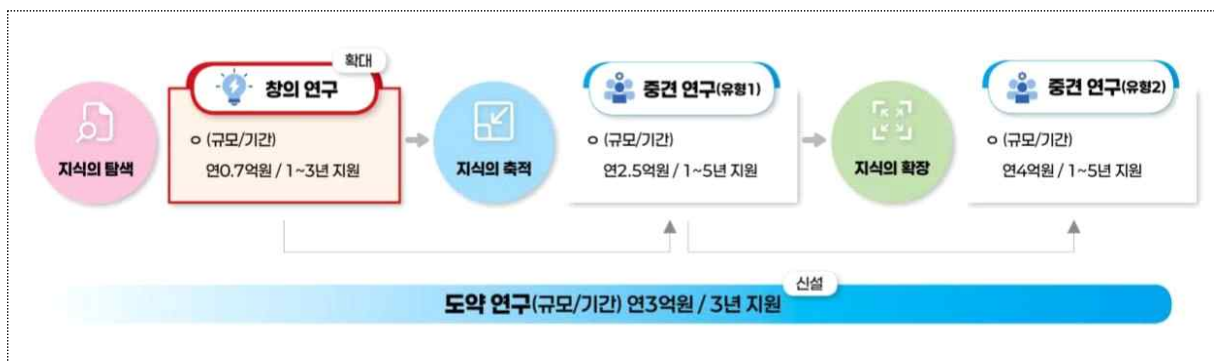 확대
창의 연구
지식의 탐색
ㅇ (규모/기간)
연0.7억원 / 1~3년 지원
지식의 축적
중견 연구(유형1)
ㅇ (규모/기간)
연2.5억원 / 1~5년 지원
지식의 확장
중견 연구(유형2)
ㅇ (규모/기간)
연4억원 / 1~5년 지원
신설
도약 연구(규모/기간) 연3억원 / 3년 지원